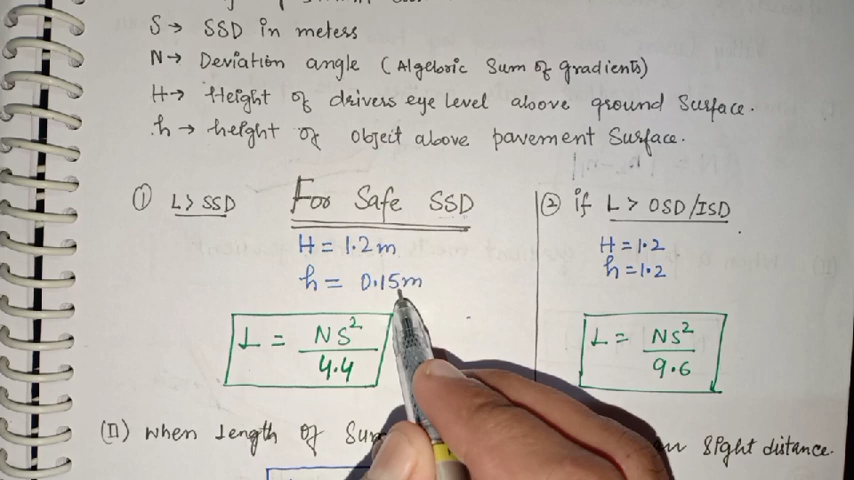 S → SSD in meters
N → Deviation angle (Algebric Sum of gradients)
H → Height of drivers eye level above ground Surface.
h → height of object above pavement Surface.
① L > SSD
For Safe SSD
H = 1.2m
h = 0.15m
L = NS² / 4.4
② if L > OSD/ISD
H = 1.2
h = 1.2
L = NS² / 9.6
(II) when Length of sight distance.